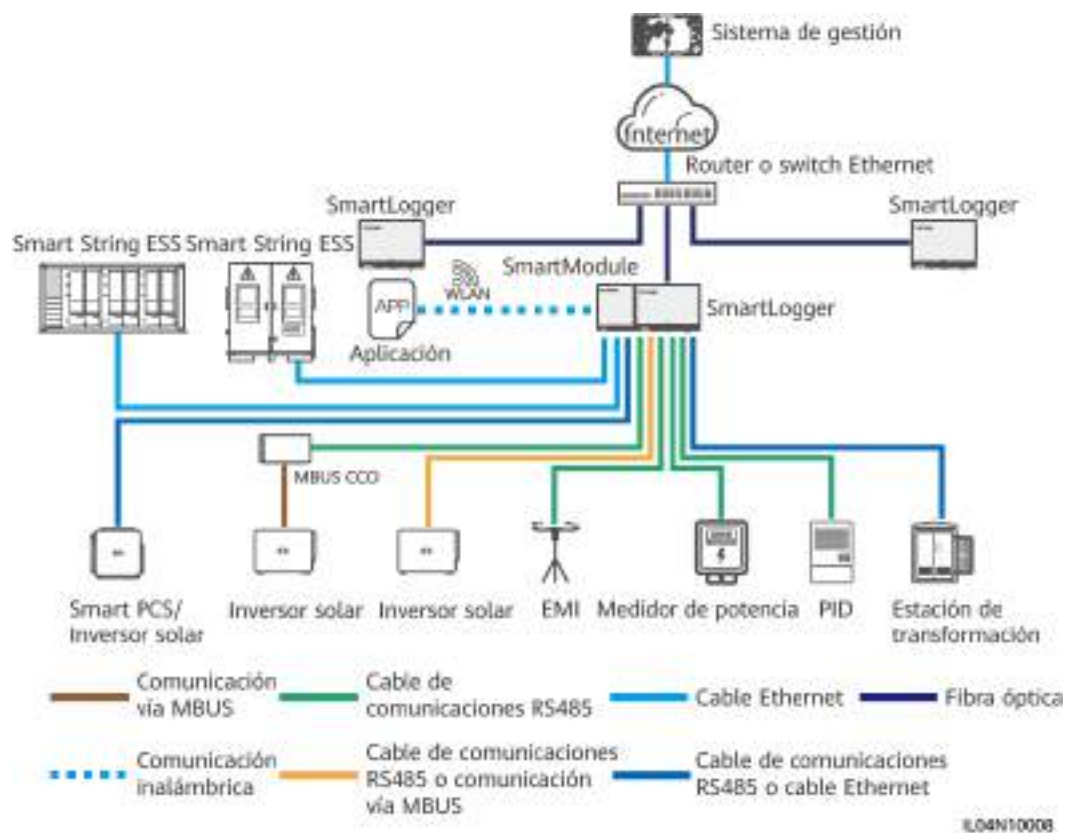 Sistema de gestión
Internet
Router o switch Ethernet
SmartLogger
SmartLogger
Smart String ESS
Smart String ESS
SmartModule
WLAN
APP
SmartLogger
Aplicación
MBUS CCO
Smart PCS/
Inversor solar
Inversor solar
Inversor solar
EMI
Medidor de potencia
PID
Estación de
transformación
Comunicación
vía MBUS
Cable de
comunicaciones RS485
Cable Ethernet
Fibra óptica
Comunicación
inalámbrica
Cable de comunicaciones
RS485 o comunicación
vía MBUS
Cable de comunicaciones
RS485 o cable Ethernet
IL04N10008